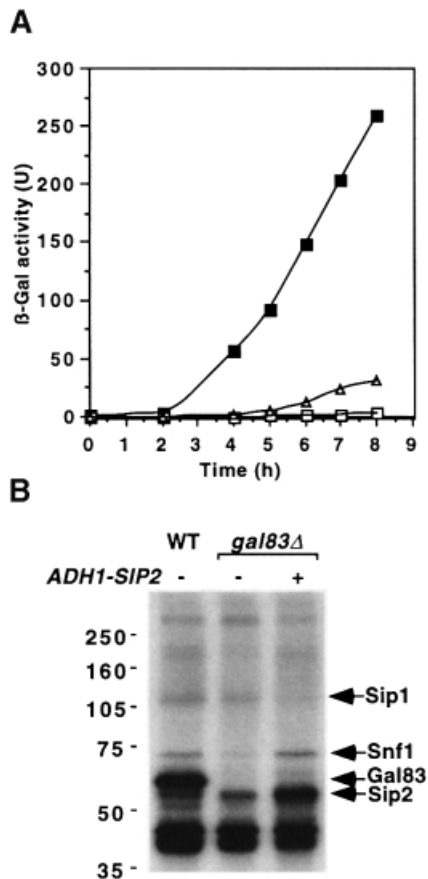 A
300
250
200
150
100
50
0
ß-Gal activity (U)
0 1 2 3 4 5 6 7 8 9
Time (h)
B
WT gal83Δ
ADH1-SIP2 - - +
250 -
160 -
105 -
75 -
50 -
35 -
Sip1
Snf1
Gal83
Sip2